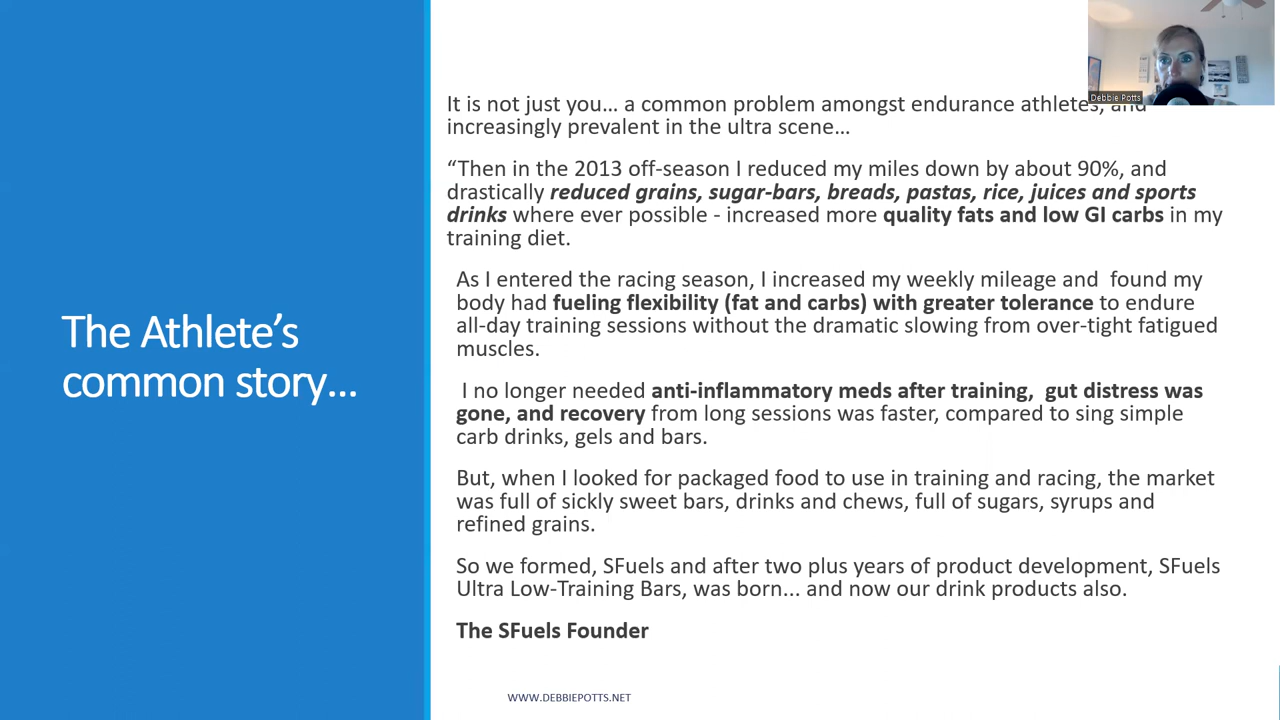 Debbie Potts
The Athlete's
common story...
It is not just you... a common problem amongst endurance athletes, and
increasingly prevalent in the ultra scene...
“Then in the 2013 off-season I reduced my miles down by about 90%, and
drastically reduced grains, sugar-bars, breads, pastas, rice, juices and sports
drinks where ever possible - increased more quality fats and low GI carbs in my
training diet.
As I entered the racing season, I increased my weekly mileage and found my
body had fueling flexibility (fat and carbs) with greater tolerance to endure
all-day training sessions without the dramatic slowing from over-tight fatigued
muscles.
I no longer needed anti-inflammatory meds after training, gut distress was
gone, and recovery from long sessions was faster, compared to sing simple
carb drinks, gels and bars.
But, when I looked for packaged food to use in training and racing, the market
was full of sickly sweet bars, drinks and chews, full of sugars, syrups and
refined grains.
So we formed, SFuels and after two plus years of product development, SFuels
Ultra Low-Training Bars, was born... and now our drink products also.
The SFuels Founder
WWW.DEBBIEPOTTS.NET